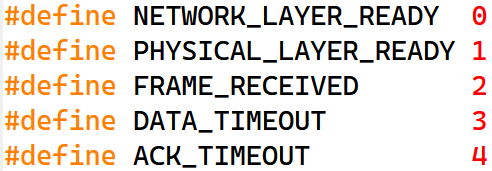 #define NETWORK_LAYER_READY 0
#define PHYSICAL_LAYER_READY 1
#define FRAME_RECEIVED 2
#define DATA_TIMEOUT 3
#define ACK_TIMEOUT 4